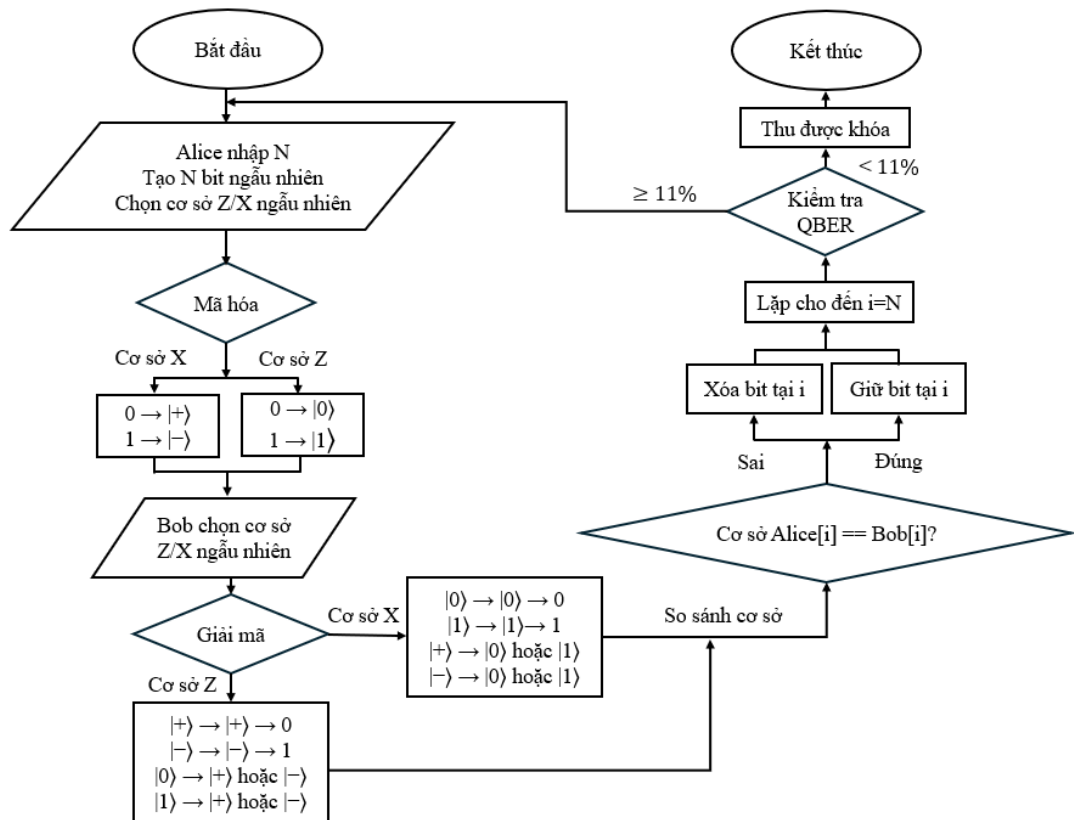 Bắt đầu
Alice nhập N
Tạo N bit ngẫu nhiên
Chọn cơ sở Z/X ngẫu nhiên
Mã hóa
Cơ sở X
Cơ sở Z
0 → |+⟩
1 → |−⟩
0 → |0⟩
1 → |1⟩
Bob chọn cơ sở
Z/X ngẫu nhiên
Giải mã
Cơ sở X
|0⟩ → |0⟩ → 0
|1⟩ → |1⟩ → 1
|+⟩ → |0⟩ hoặc |1⟩
|−⟩ → |0⟩ hoặc |1⟩
Cơ sở Z
|+⟩ → |+⟩ → 0
|−⟩ → |−⟩ → 1
|0⟩ → |+⟩ hoặc |−⟩
|1⟩ → |+⟩ hoặc |−⟩
So sánh cơ sở
Cơ sở Alice[i] == Bob[i]?
Sai
Đúng
Xóa bit tại i
Giữ bit tại i
Lặp cho đến i=N
Kiểm tra
QBER
≥ 11%
< 11%
Thu được khóa
Kết thúc